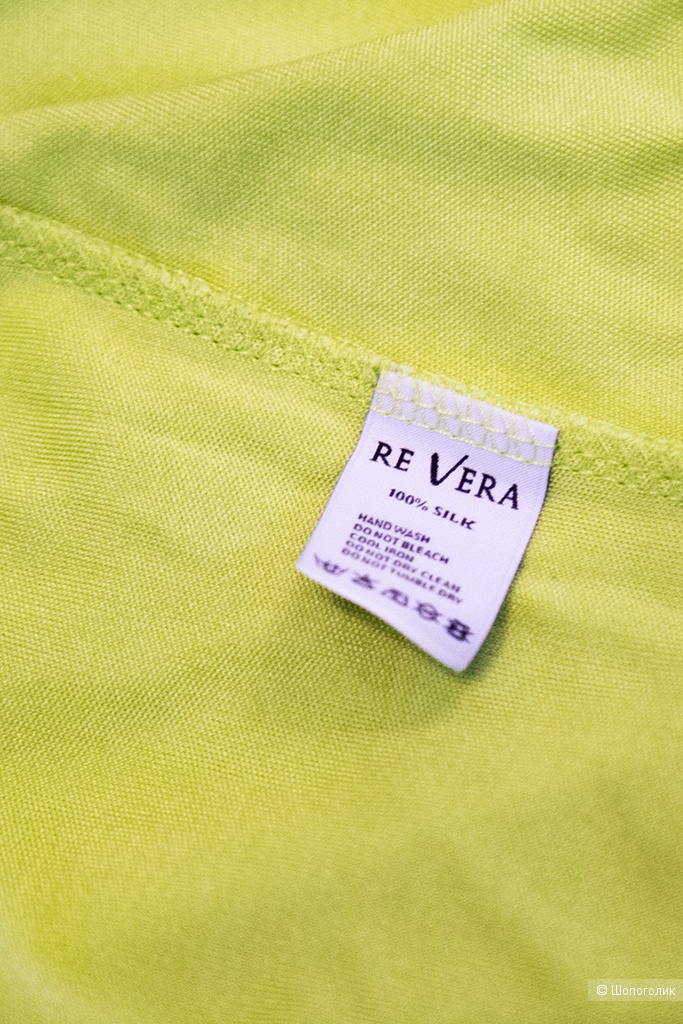 RE VERA
100% SILK
HAND WASH
DO NOT BLEACH
COOL IRON
DO NOT DRY CLEAN
DO NOT TUMBLE DRY
© Шопоголик